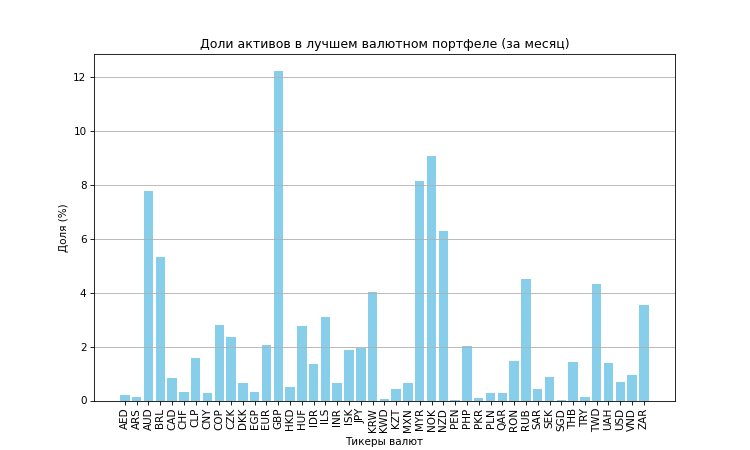 Доли активов в лучшем валютном портфеле (за месяц)
Доля (%)
12
10
8
6
4
2
0
AED ARS AUD BRL CAD CHF CLP CNY COP CZK DKK EGP EUR GBP HKD HUF IDR ILS INR ISK JPY KRW KWD KZT MXN MYR NOK NZD PEN PHP PKR PLN QAR RON RUB SAR SEK SGD THB TRY TWD UAH USD VND ZAR
Тикеры валют